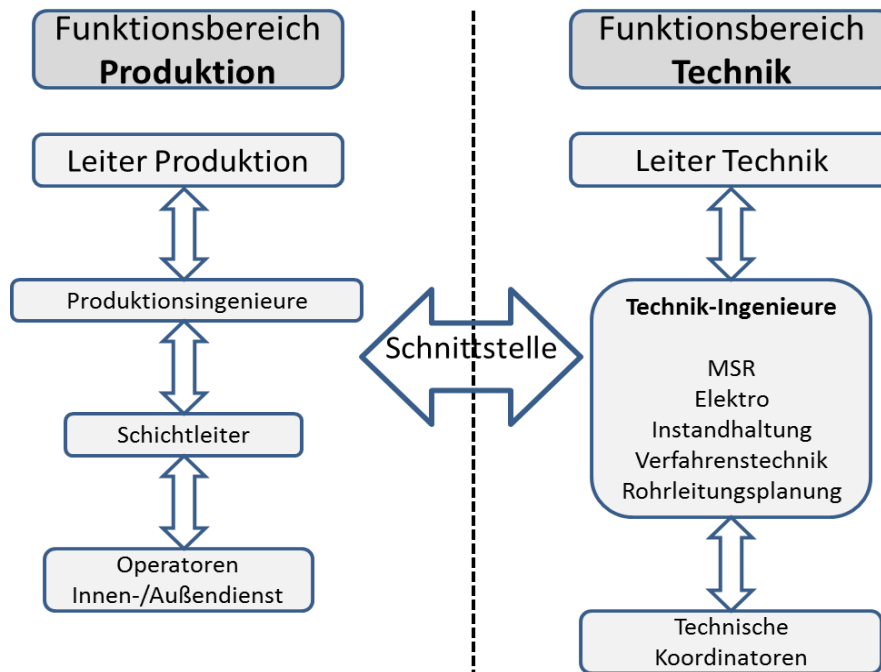 Funktionsbereich
Produktion
Leiter Produktion
Produktionsingenieure
Schichtleiter
Operatoren
Innen-/Außendienst
Schnittstelle
Funktionsbereich
Technik
Leiter Technik
Technik-Ingenieure
MSR
Elektro
Instandhaltung
Verfahrenstechnik
Rohrleitungsplanung
Technische
Koordinatoren